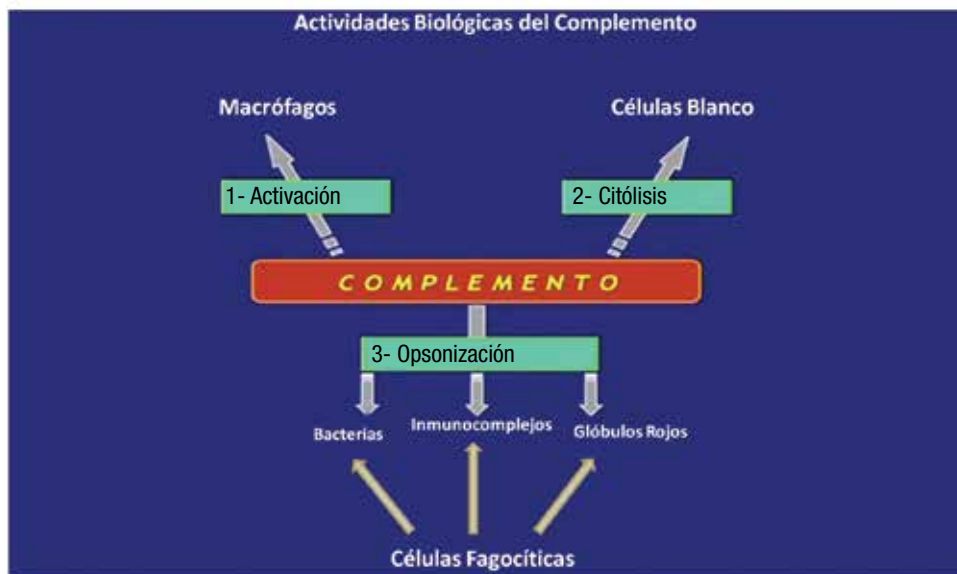 Actividades Biológicas del Complemento
Macrófagos
Células Blanco
1- Activación
2- Citólisis
COMPLEMENTO
3- Opsonización
Bacterias
Inmunocomplejos
Glóbulos Rojos
Células Fagocíticas